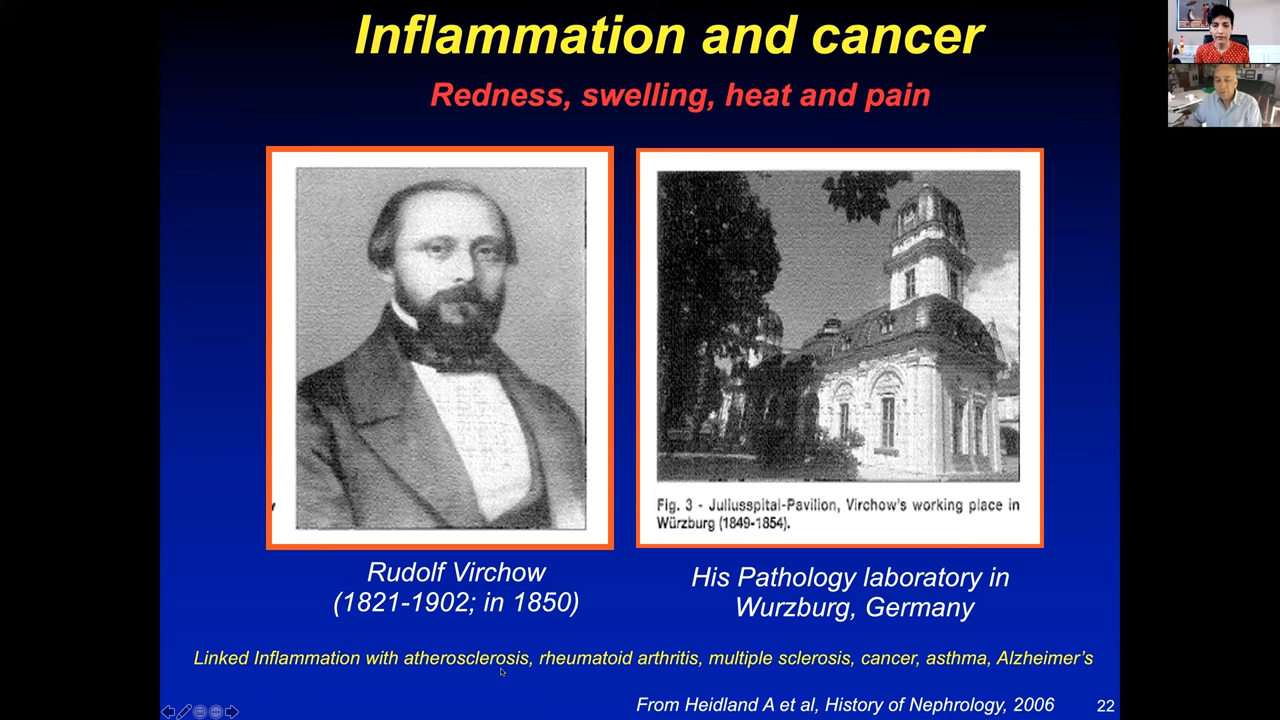 Inflammation and cancer
Redness, swelling, heat and pain
Fig. 3 - Juliusspital-Pavilion, Virchow's working place in
Würzburg (1849-1854).
Rudolf Virchow
(1821-1902; in 1850)
His Pathology laboratory in
Wurzburg, Germany
Linked Inflammation with atherosclerosis, rheumatoid arthritis, multiple sclerosis, cancer, asthma, Alzheimer's
From Heidland A et al, History of Nephrology, 2006
22